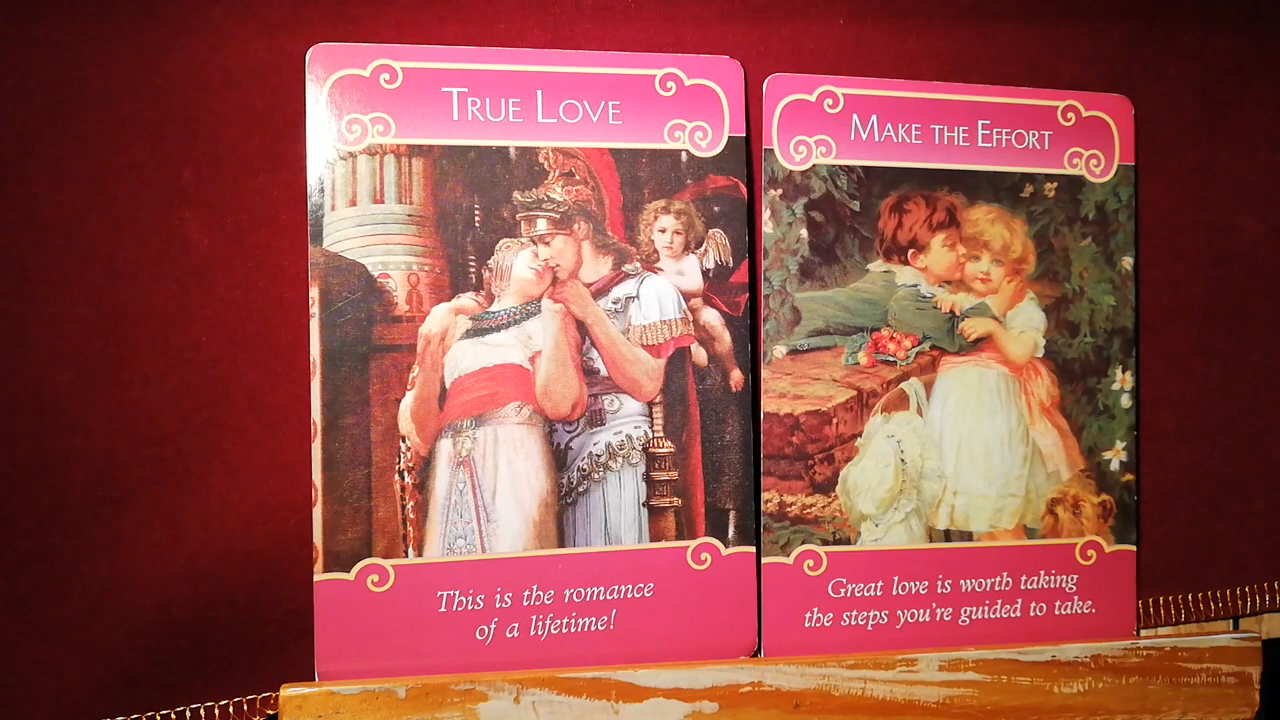 True Love
This is the romance
of a lifetime!
Make the Effort
Great love is worth taking
the steps you're guided to take.